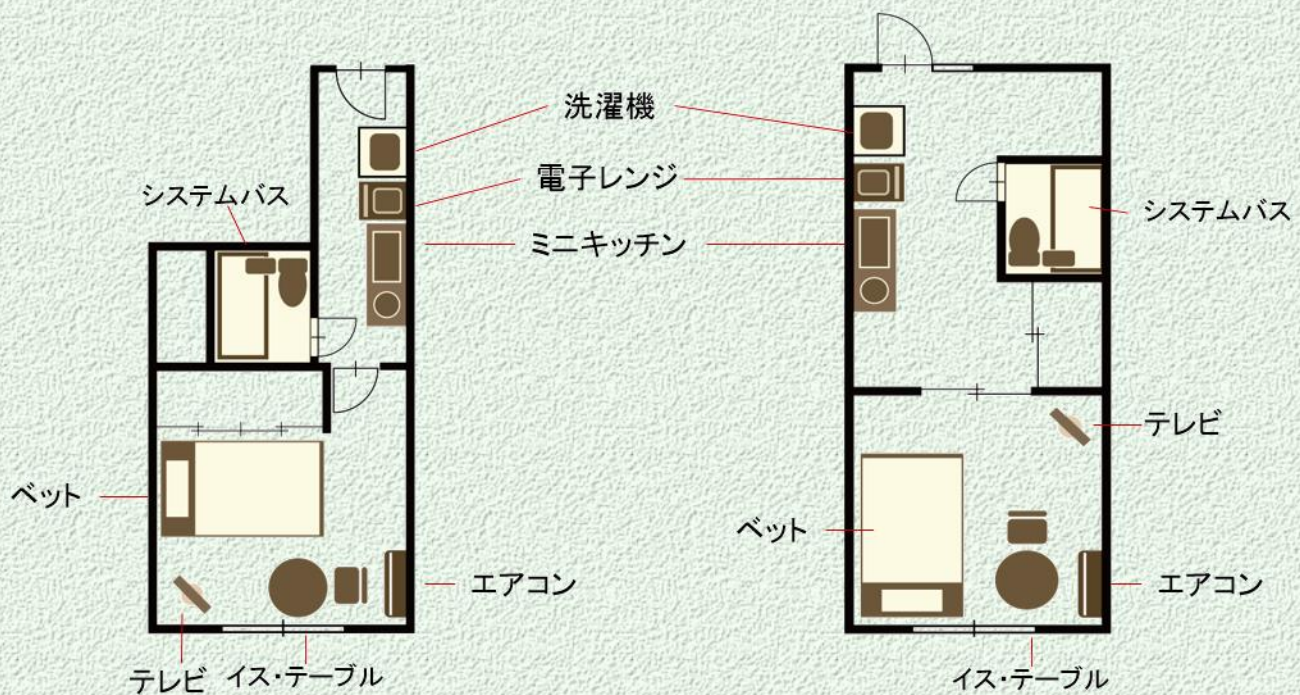 洗濯機
電子レンジ
システムバス
システムバス
ミニキッチン
テレビ
ベット
ベット
エアコン
エアコン
テレビ
イス・テーブル
イス・テーブル